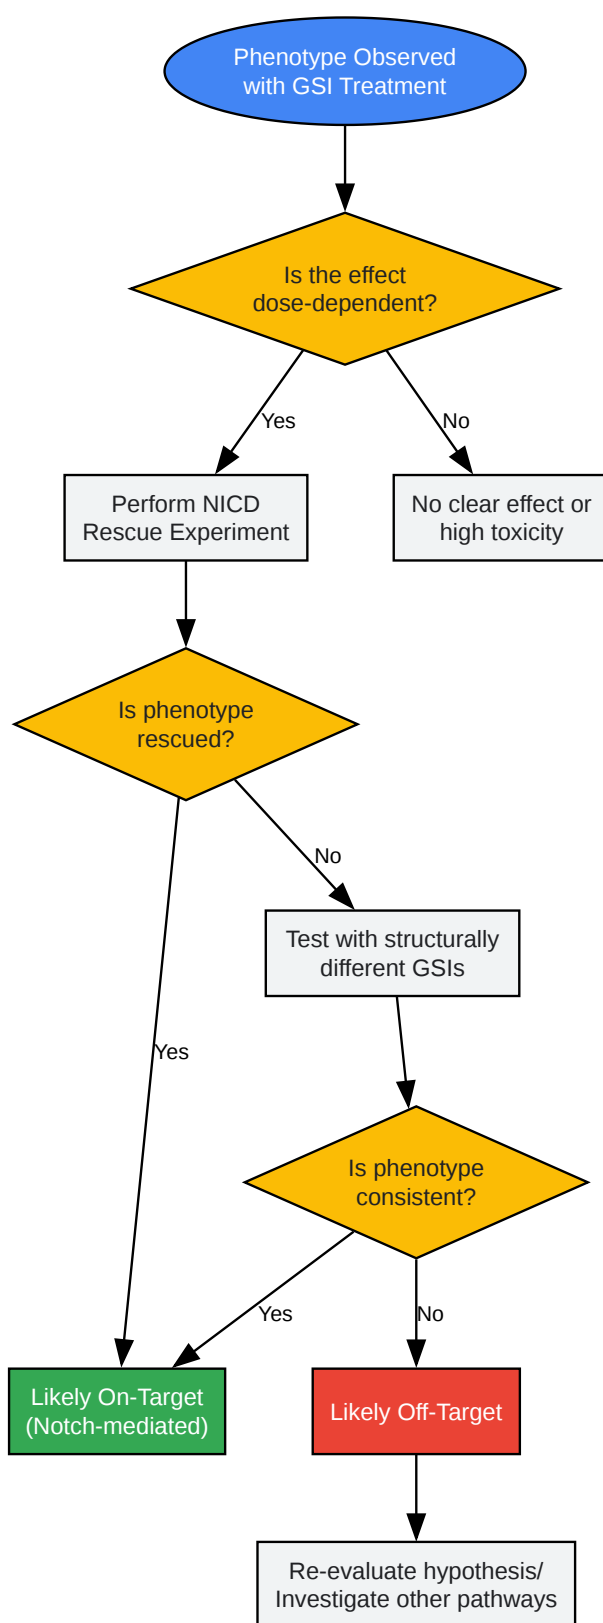 Phenotype Observed
with GSI Treatment
Is the effect
dose-dependent?
Yes
No
Perform NICD
Rescue Experiment
No clear effect or
high toxicity
Is phenotype
rescued?
No
Test with structurally
different GSIs
Yes
Is phenotype
consistent?
Yes
No
Likely On-Target
(Notch-mediated)
Likely Off-Target
Re-evaluate hypothesis/
Investigate other pathways